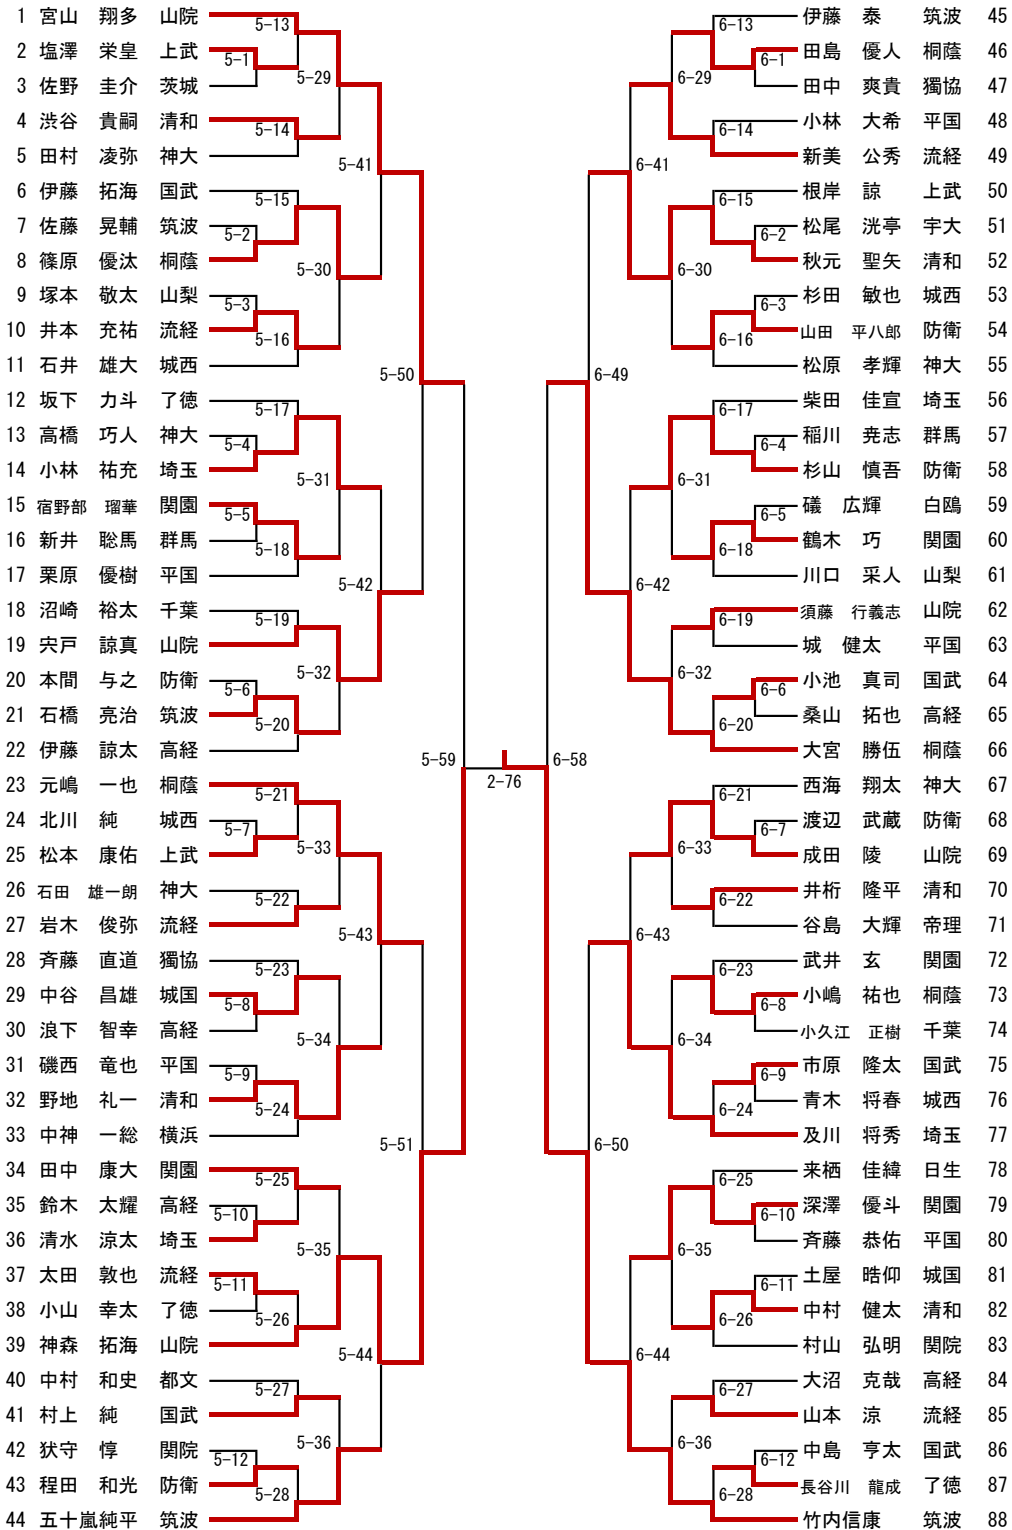 1 宮山 翔多 山院
2 塩澤 栄皇 上武
3 佐野 圭介 茨城
4 渋谷 貴嗣 清和
5 田村 凌弥 神大
6 伊藤 拓海 国武
7 佐藤 晃輔 筑波
8 篠原 優汰 桐蔭
9 塚本 敬太 山梨
10 井本 充祐 流経
11 石井 雄大 城西
12 坂下 力斗 了徳
13 高橋 巧人 神大
14 小林 祐充 埼玉
15 宿野部 瑠華 関園
16 新井 聡馬 群馬
17 栗原 優樹 平国
18 沼崎 裕太 千葉
19 宍戸 諒真 山院
20 本間 与之 防衛
21 石橋 亮治 筑波
22 伊藤 諒太 高経
23 元嶋 一也 桐蔭
24 北川 純 城西
25 松本 康佑 上武
26 石田 雄一朗 神大
27 岩木 俊弥 流経
28 斉藤 直道 獨協
29 中谷 昌雄 城国
30 浪下 智幸 高経
31 磯西 竜也 平国
32 野地 礼一 清和
33 中神 一総 横浜
34 田中 康大 関園
35 鈴木 太耀 高経
36 清水 涼太 埼玉
37 太田 敦也 流経
38 小山 幸太 了徳
39 神森 拓海 山院
40 中村 和史 都文
41 村上 純 国武
42 狄守 惇 関院
43 程田 和光 防衛
44 五十嵐純平 筑波
5-13
5-1
5-29
5-14
5-41
5-15
5-2
5-30
5-3
5-16
5-50
5-17
5-4
5-31
5-5
5-18
5-42
5-19
5-32
5-6
5-20
5-59
5-21
5-7
5-33
5-22
5-43
5-23
5-8
5-34
5-9
5-24
5-51
5-25
5-10
5-35
5-11
5-26
5-44
5-27
5-36
5-12
5-28
2-76
6-13
6-1
6-29
6-14
6-41
6-15
6-2
6-30
6-3
6-16
6-49
6-17
6-4
6-31
6-5
6-18
6-42
6-19
6-32
6-6
6-20
6-58
6-21
6-7
6-33
6-22
6-43
6-23
6-8
6-34
6-9
6-24
6-50
6-25
6-10
6-35
6-11
6-26
6-44
6-27
6-36
6-12
6-28
伊藤 泰 筑波 45
田島 優人 桐蔭 46
田中 爽貴 獨協 47
小林 大希 平国 48
新美 公秀 流経 49
根岸 諒 上武 50
松尾 洸亭 宇大 51
秋元 聖矢 清和 52
杉田 敏也 城西 53
山田 平八郎 防衛 54
松原 孝輝 神大 55
柴田 佳宣 埼玉 56
稲川 尭志 群馬 57
杉山 慎吾 防衛 58
礒 広輝 白鴎 59
鶴木 巧 関園 60
川口 采人 山梨 61
須藤 行義志 山院 62
城 健太 平国 63
小池 真司 国武 64
桑山 拓也 高経 65
大宮 勝伍 桐蔭 66
西海 翔太 神大 67
渡辺 武蔵 防衛 68
成田 陵 山院 69
井桁 隆平 清和 70
谷島 大輝 帝理 71
武井 玄 関園 72
小嶋 祐也 桐蔭 73
小久江 正樹 千葉 74
市原 隆太 国武 75
青木 将春 城西 76
及川 将秀 埼玉 77
来栖 佳緯 日生 78
深澤 優斗 関園 79
斉藤 恭佑 平国 80
土屋 晧仰 城国 81
中村 健太 清和 82
村山 弘明 関院 83
大沼 克哉 高経 84
山本 涼 流経 85
中島 亨太 国武 86
長谷川 龍成 了徳 87
竹内信康 筑波 88